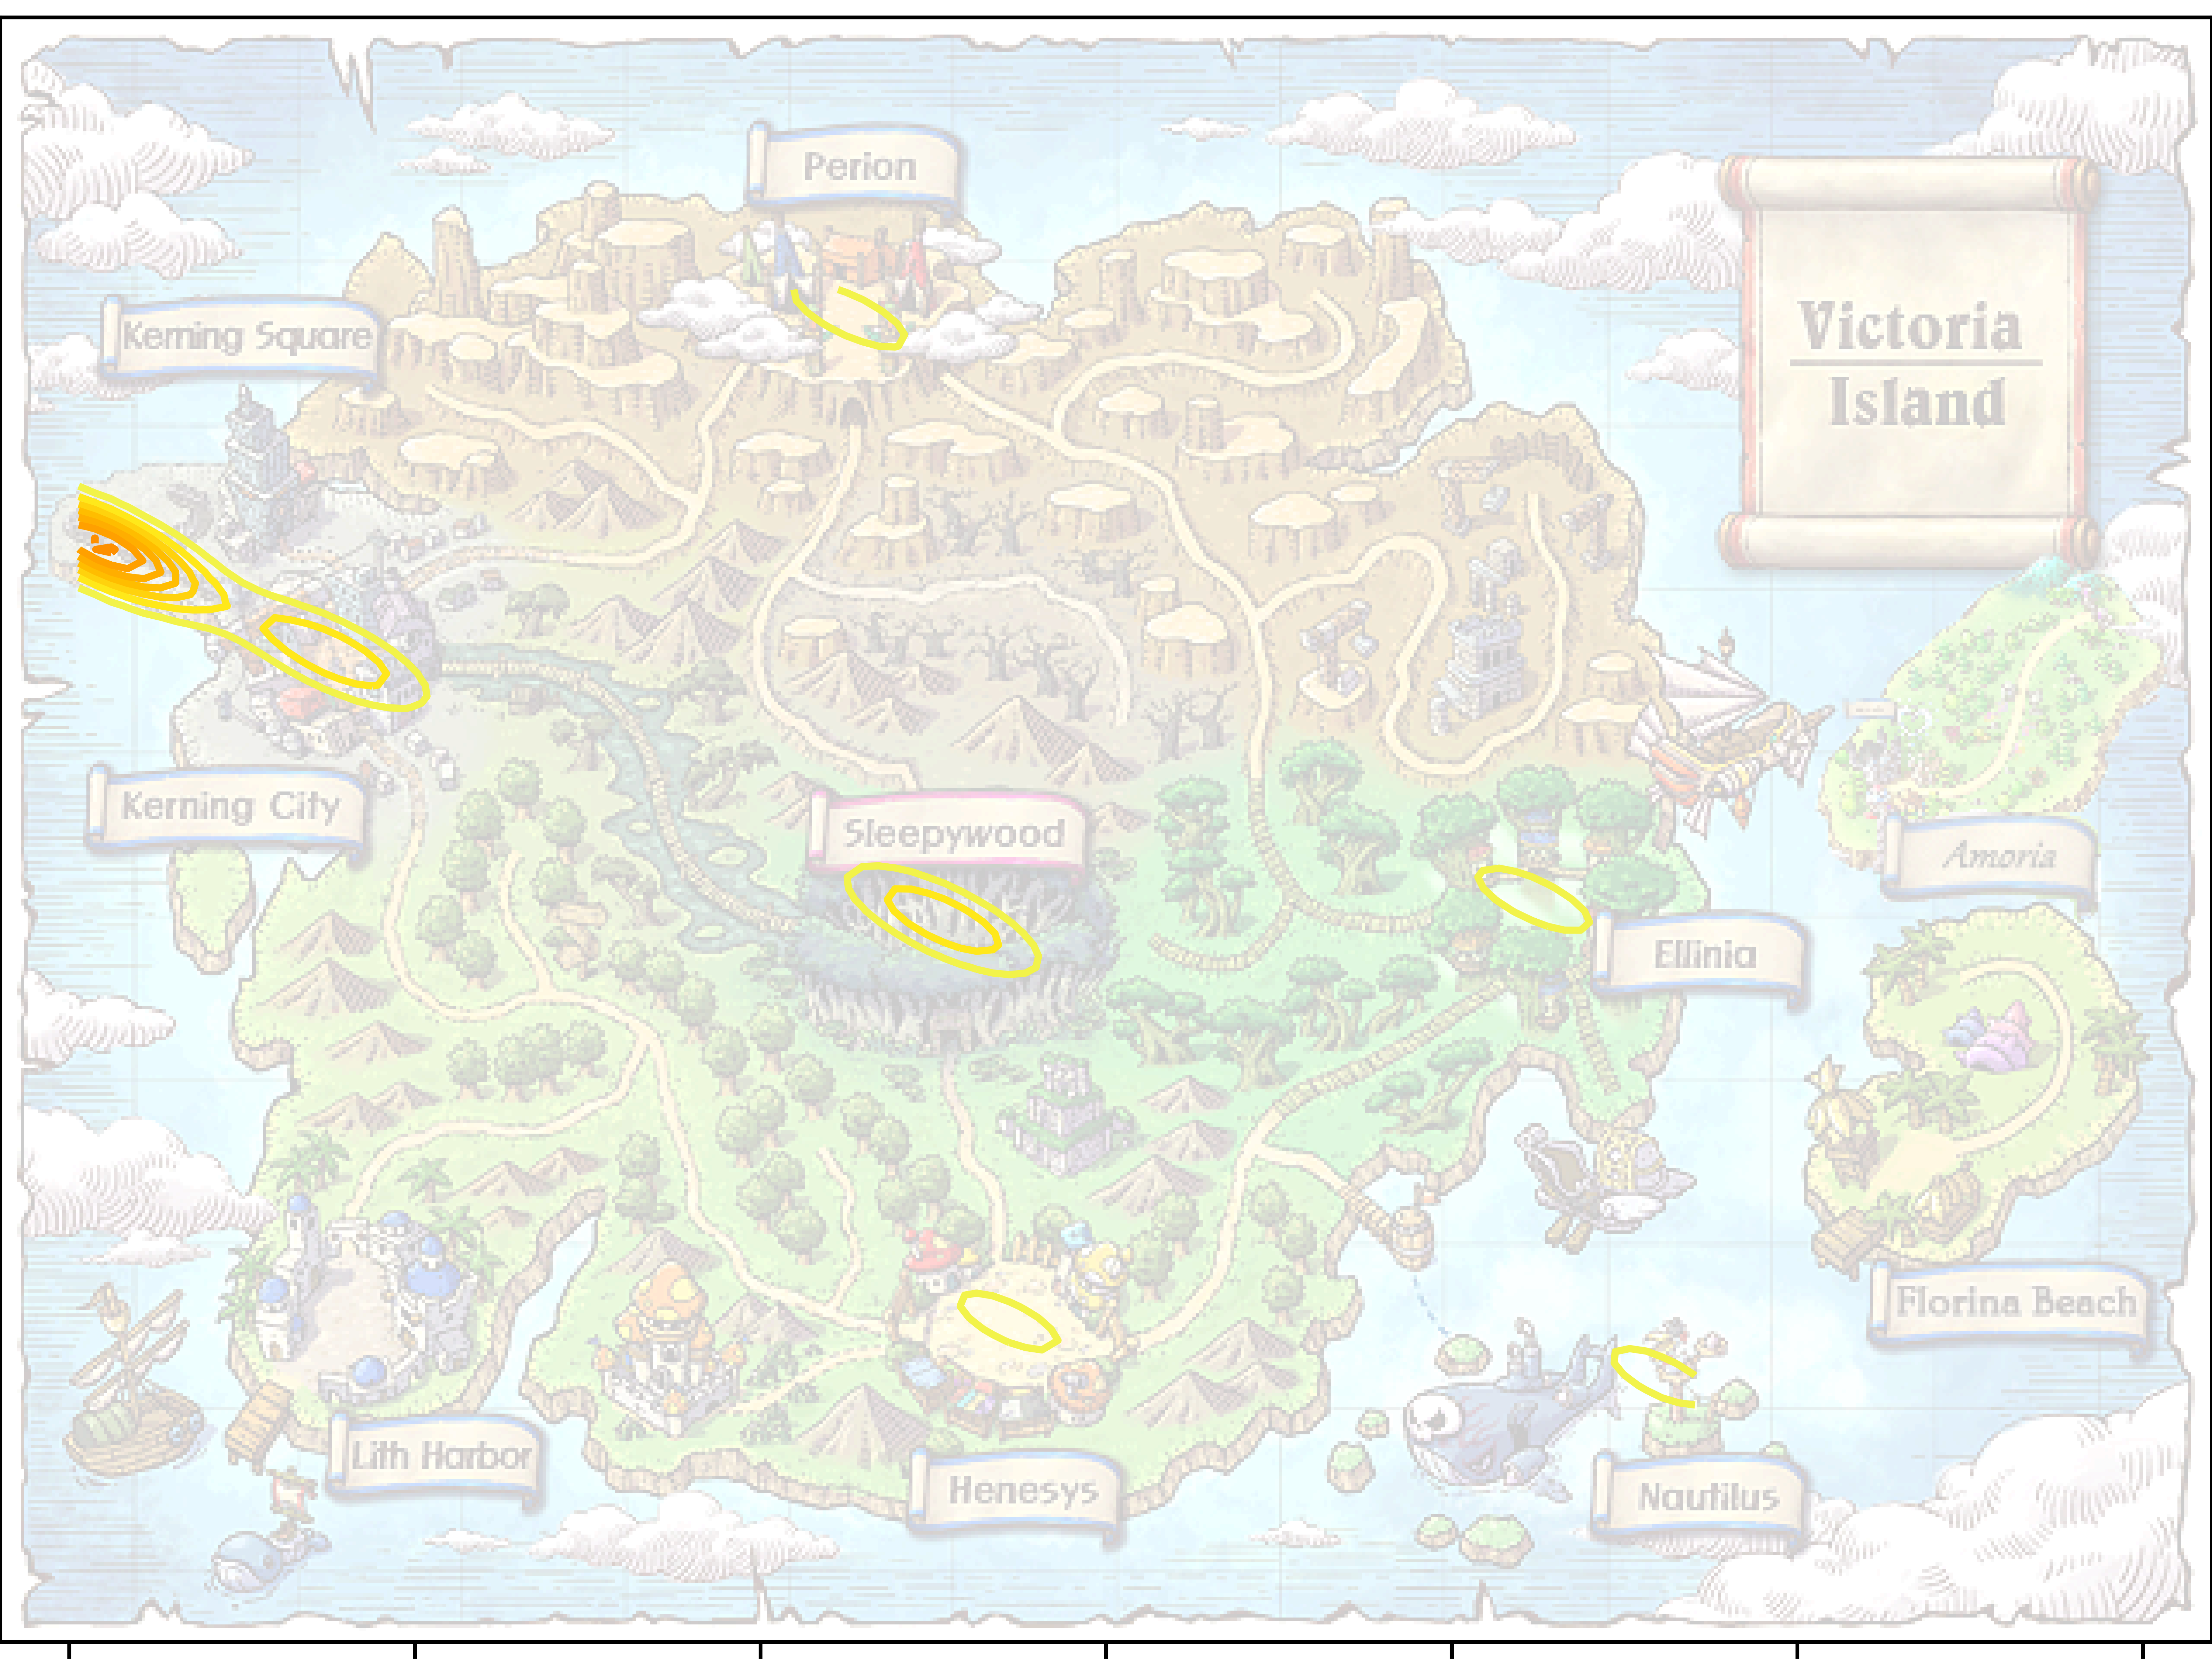 Perion
Kerning Square
Victoria
Island
Kerning City
Sleepywood
Amoria
Ellinia
Florina Beach
Lith Harbor
Henesys
Nautilus